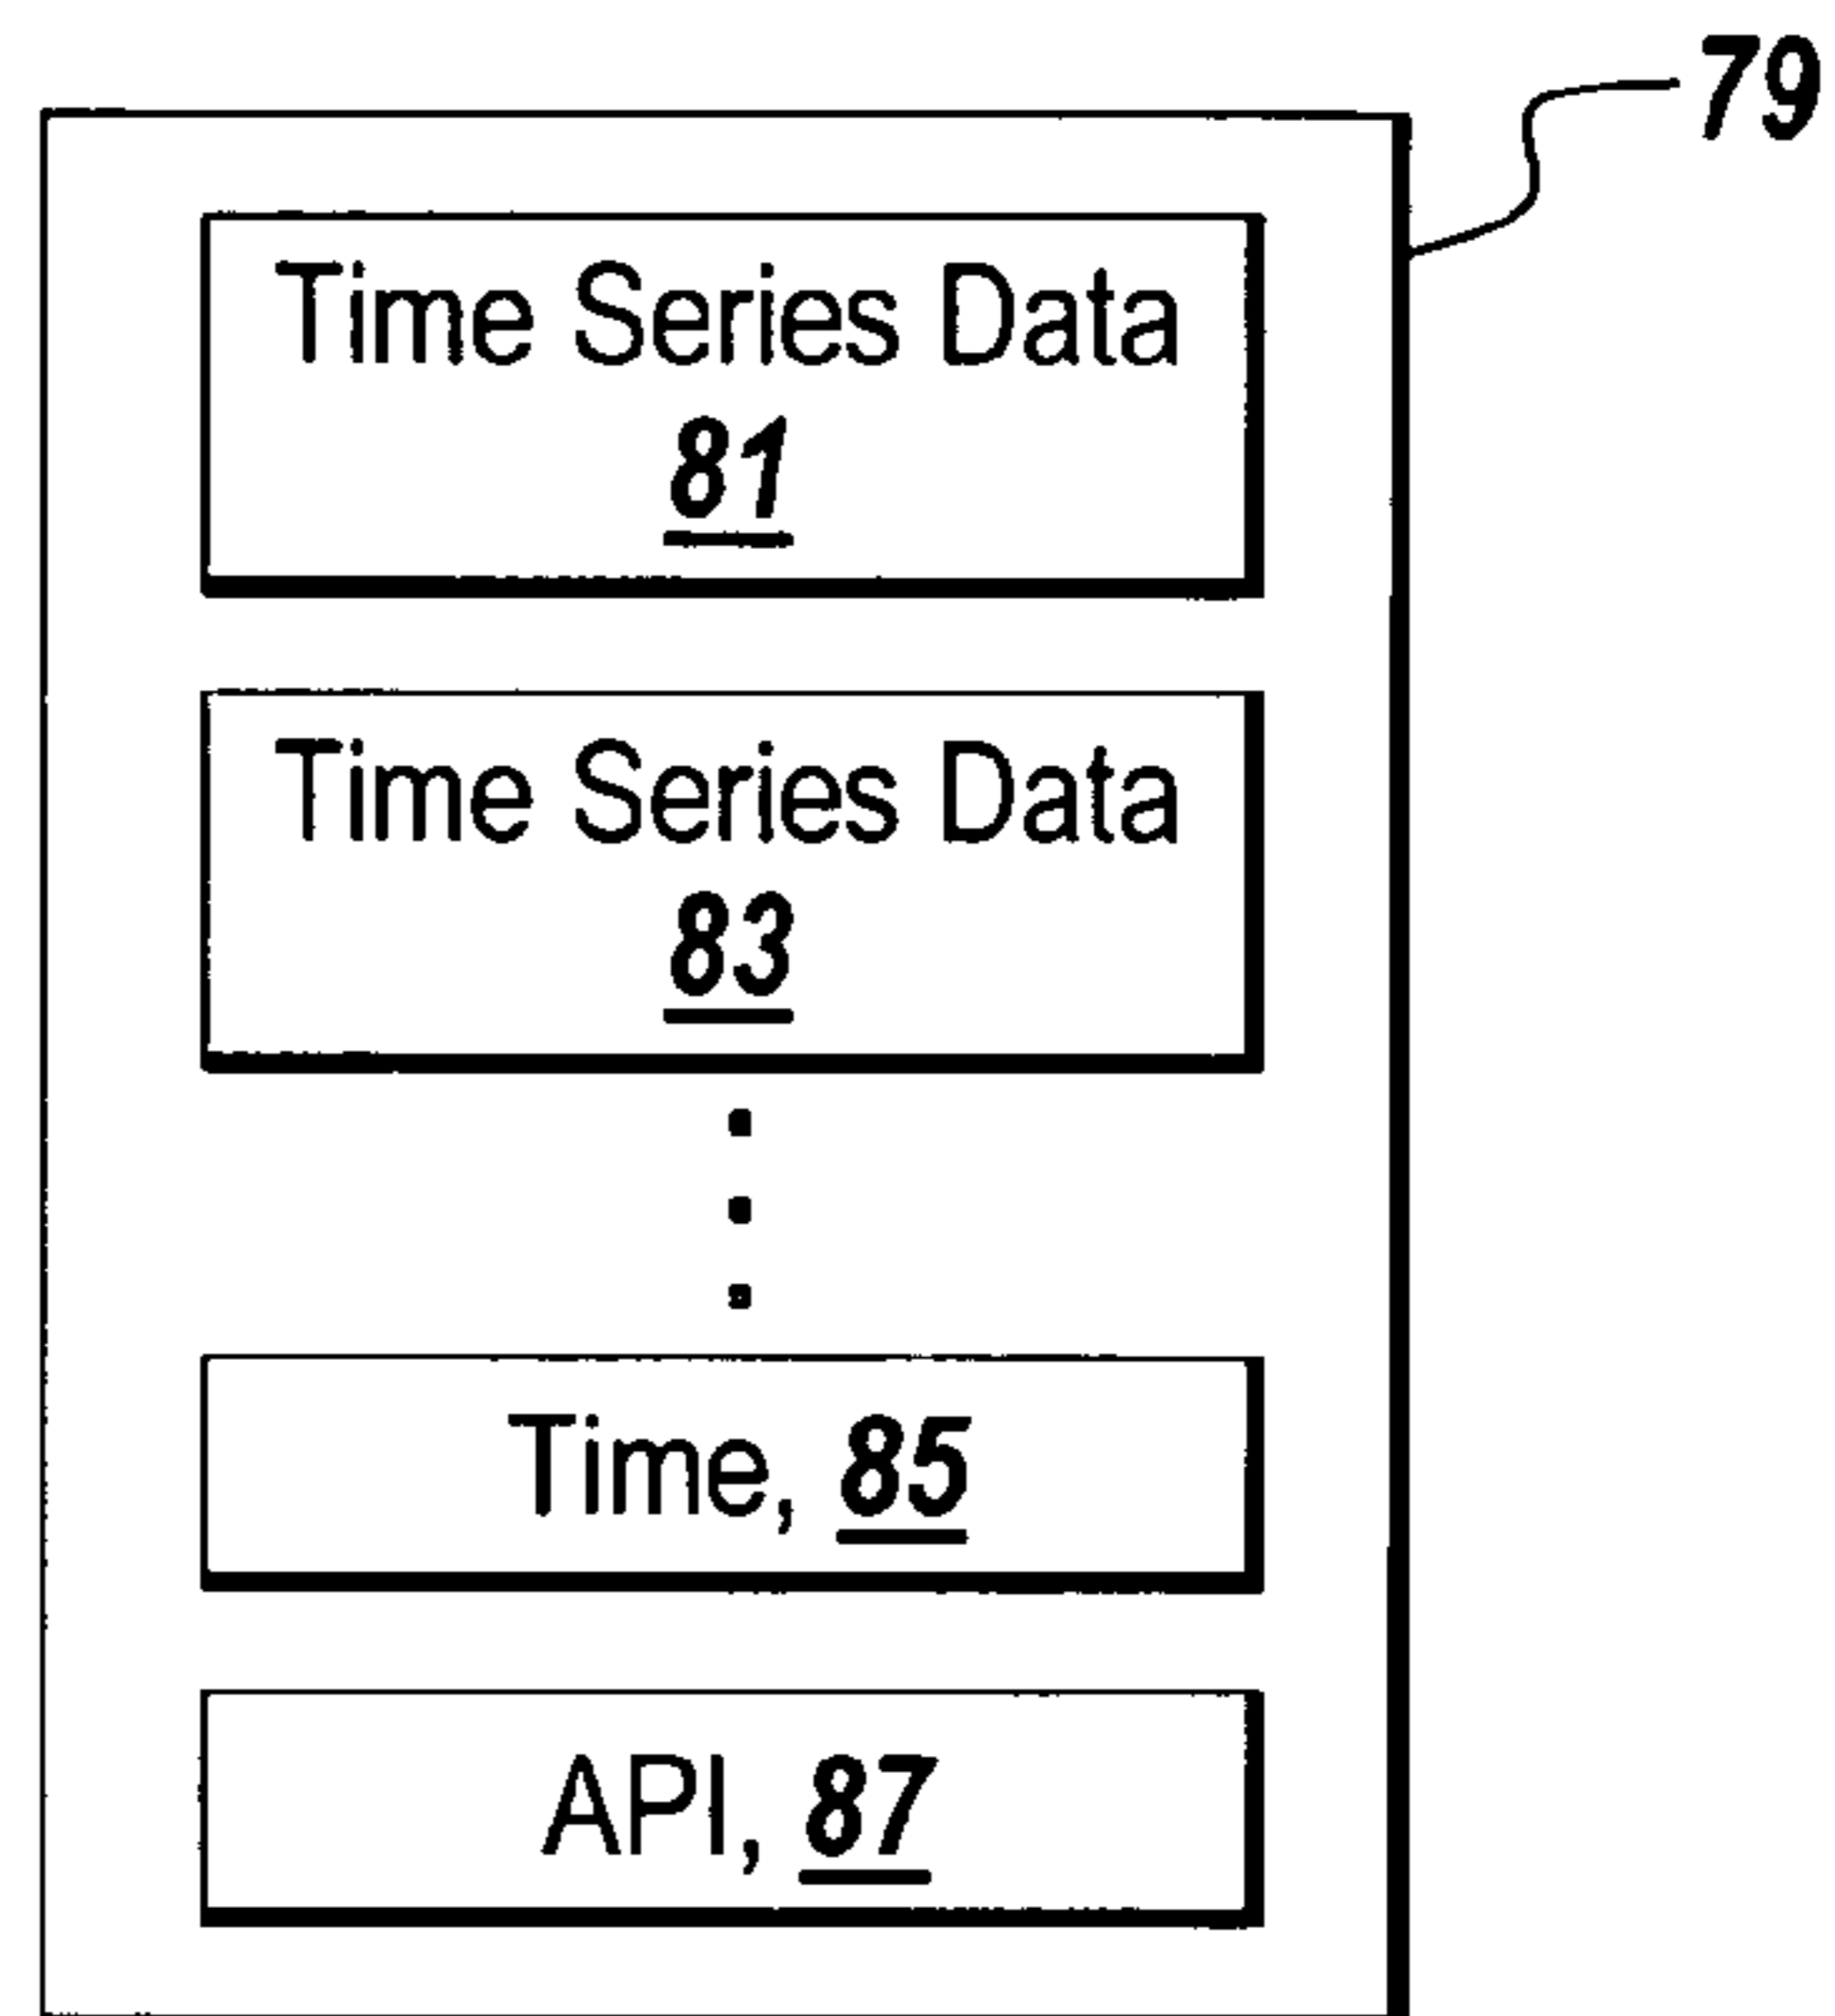 79
Time Series Data
81
Time Series Data
83
Time, 85
API, 87